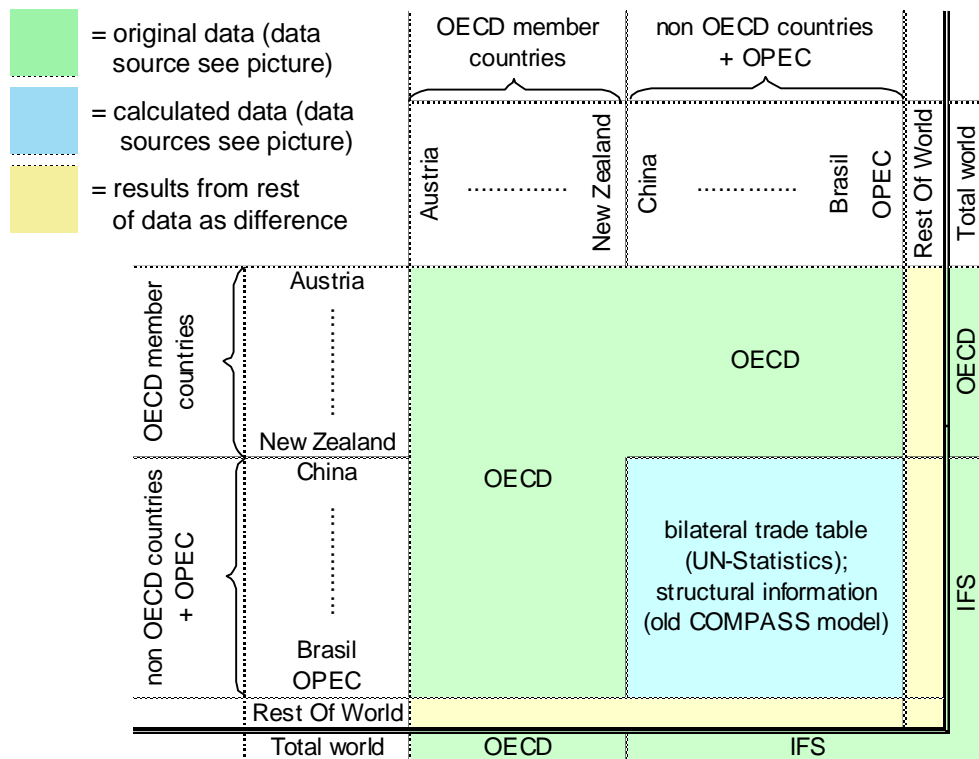 = original data (data
source see picture)
= calculated data (data
sources see picture)
= results from rest
of data as difference
OECD member
countries
non OECD countries
+ OPEC
Austria
.............
New Zealand
China
.............
Brasil
OPEC
Rest Of World
Total world
OECD member
countries
Austria
.............
New Zealand
OECD
OECD
non OECD countries
+ OPEC
China
.............
Brasil
OPEC
OECD
bilateral trade table
(UN-Statistics);
structural information
(old COMPASS model)
IFS
Rest Of World
Total world
OECD
IFS